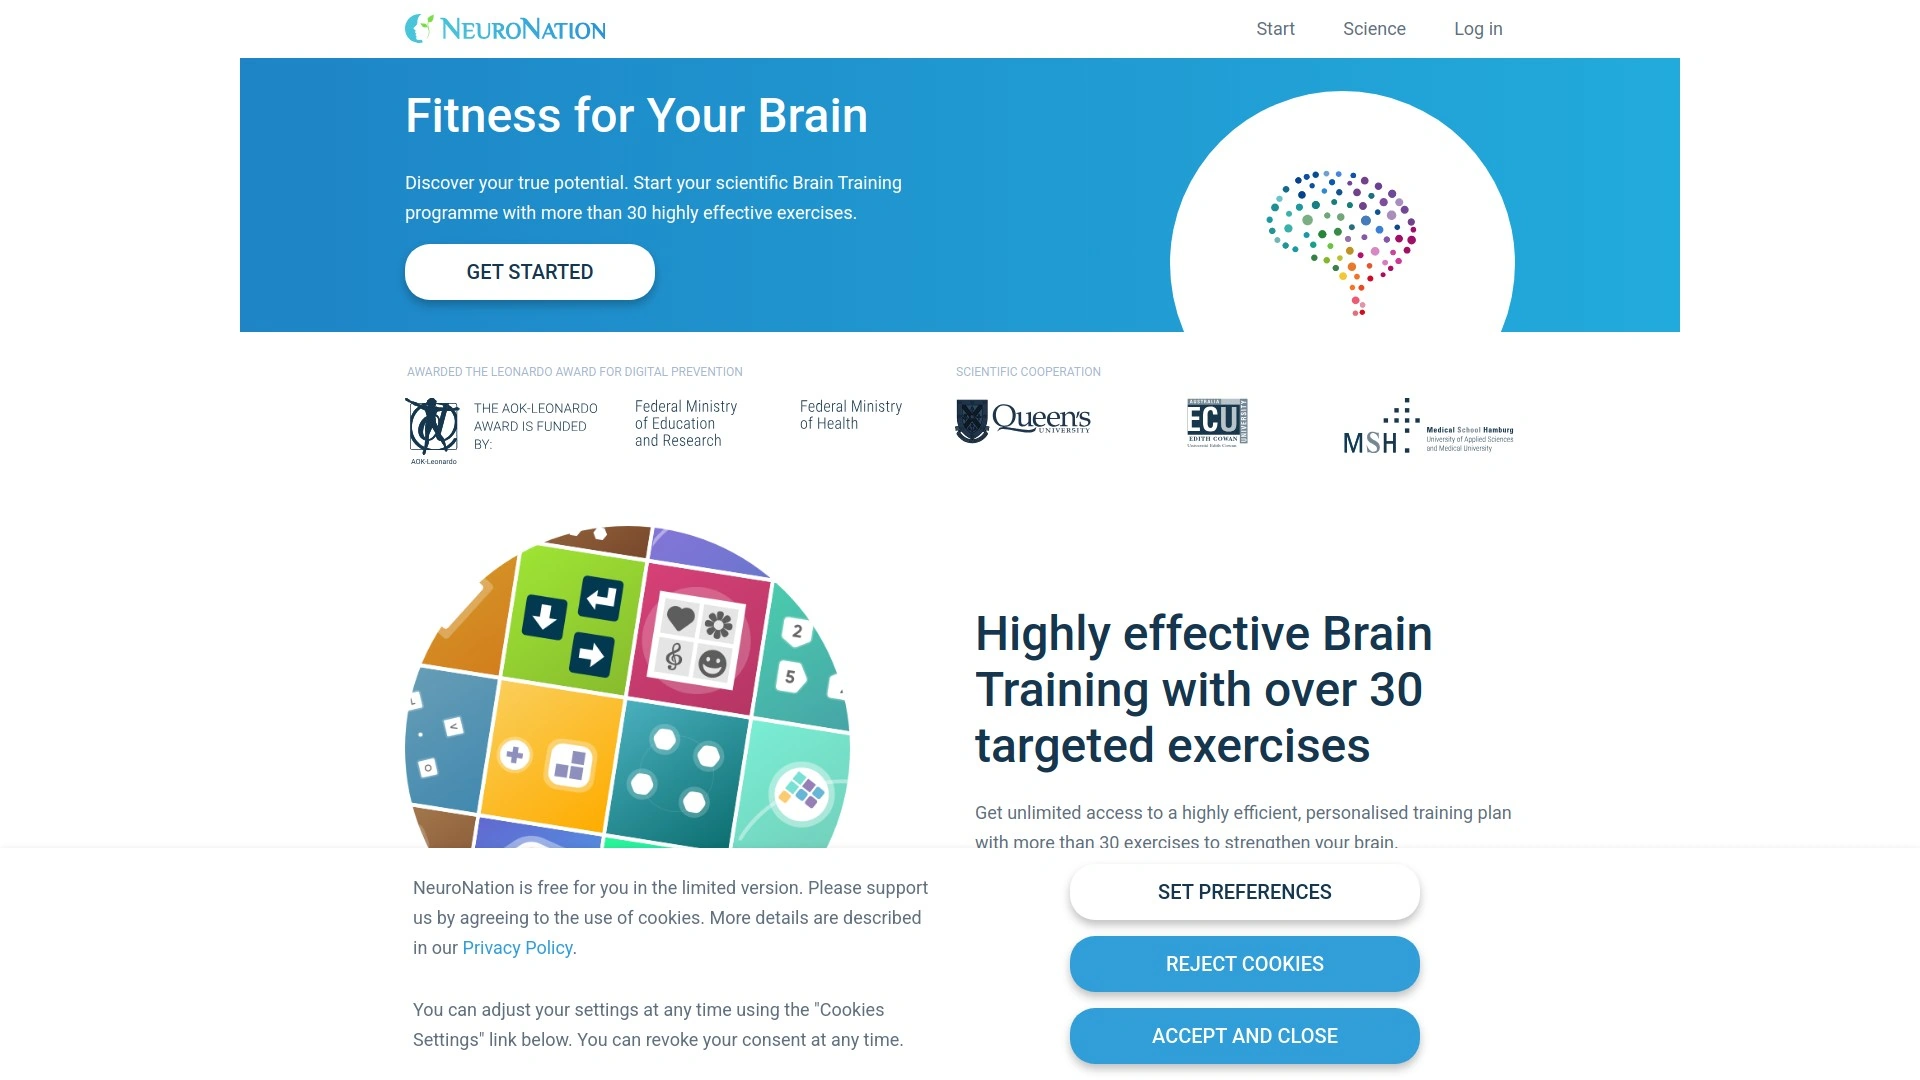 NEURONATION
Start
Science
Log in
Fitness for Your Brain
Discover your true potential. Start your scientific Brain Training
programme with more than 30 highly effective exercises.
GET STARTED
AWARDED THE LEONARDO AWARD FOR DIGITAL PREVENTION
SCIENTIFIC COOPERATION
AOK-Leonardo
THE AOK-LEONARDO
AWARD IS FUNDED
BY:
Federal Ministry
of Education
and Research
Federal Ministry
of Health
Queen's
UNIVERSITY
AUSTRALIA
ECU
UNIVERSITY
EDITH COWAN
MSH
Medical School Hamburg
University of Applied Sciences
and Medical University
2
5
Highly effective Brain
Training with over 30
targeted exercises
Get unlimited access to a highly efficient, personalised training plan
with more than 30 exercises to strengthen your brain.
NeuroNation is free for you in the limited version. Please support
us by agreeing to the use of cookies. More details are described
in our Privacy Policy.
You can adjust your settings at any time using the "Cookies
Settings" link below. You can revoke your consent at any time.
SET PREFERENCES
REJECT COOKIES
ACCEPT AND CLOSE